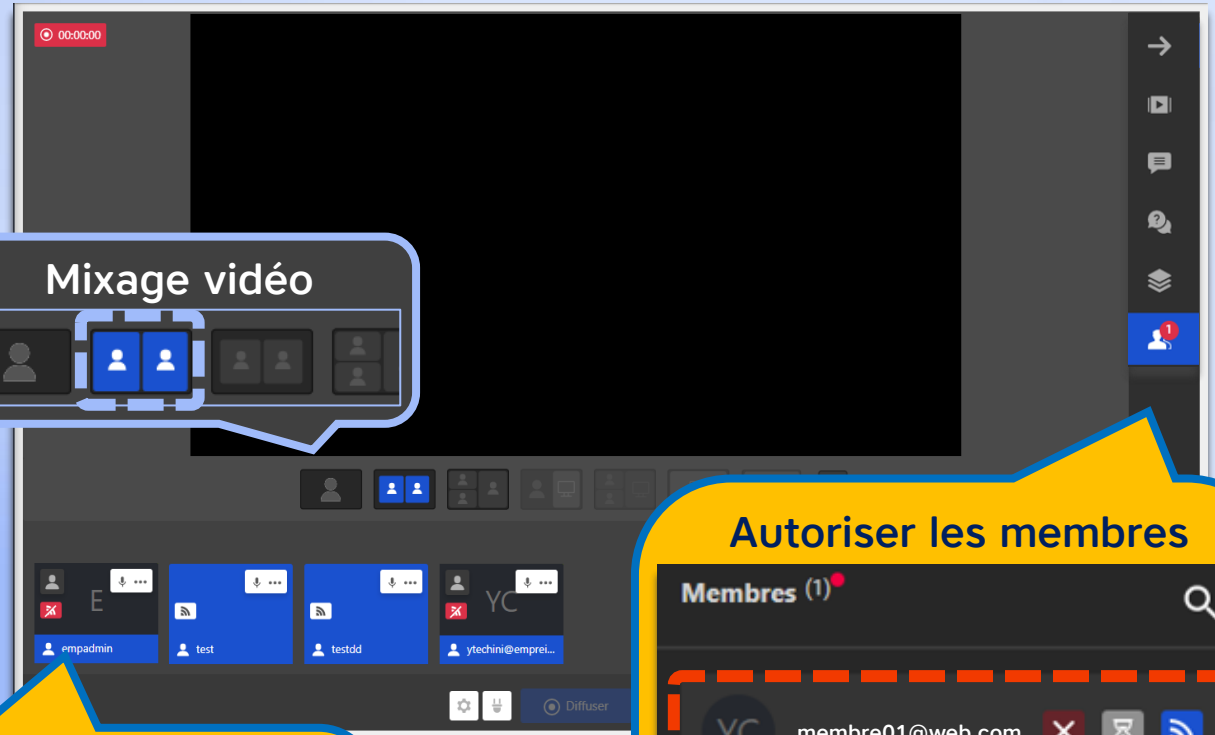 00:00:00
Mixage vidéo
1
Autoriser les membres
Membres (1)
E
YC
empadmin
test
testdd
ytechini@emprei...
Diffuser
YC
membre01@web.com